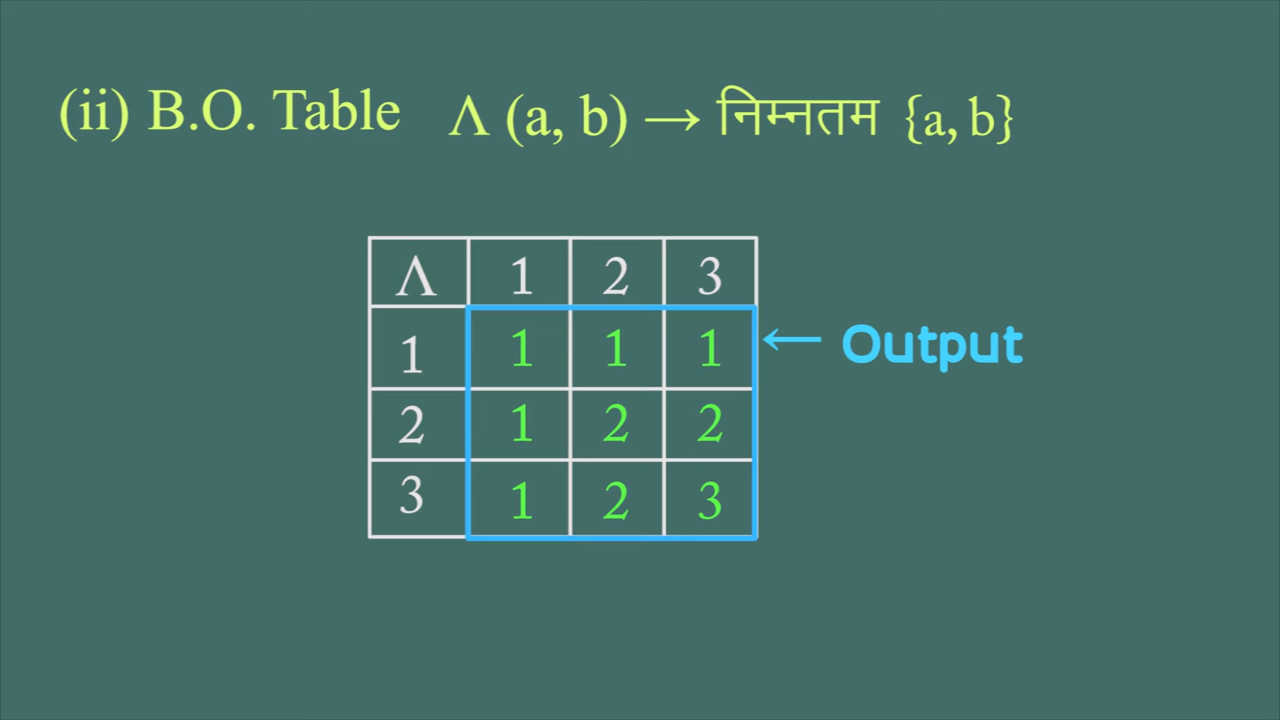 (ii) B.O. Table Λ (a, b) → निम्नतम {a, b}
Λ 1 2 3
1 1 1 1 ← Output
2 1 2 2
3 1 2 3